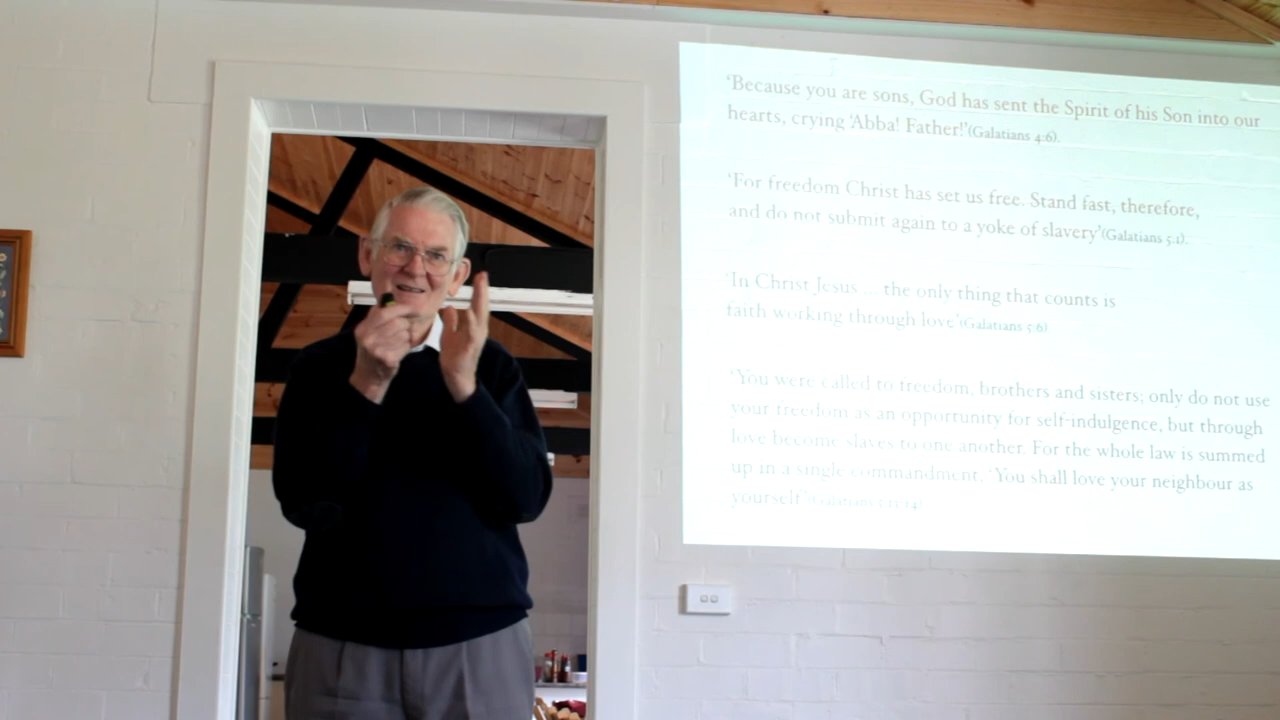 ‘Because you are sons, God has sent the Spirit of his Son into our
hearts, crying ‘Abba! Father!’(Galatians 4:6).
‘For freedom Christ has set us free. Stand fast, therefore,
and do not submit again to a yoke of slavery’(Galatians 5:1).
‘In Christ Jesus ... the only thing that counts is
faith working through love’(Galatians 5:6)
‘You were called to freedom, brothers and sisters; only do not use
your freedom as an opportunity for self-indulgence, but through
love become slaves to one another. For the whole law is summed
up in a single commandment, ‘You shall love your neighbour as
yourself’ (Galatians 5:13-14)